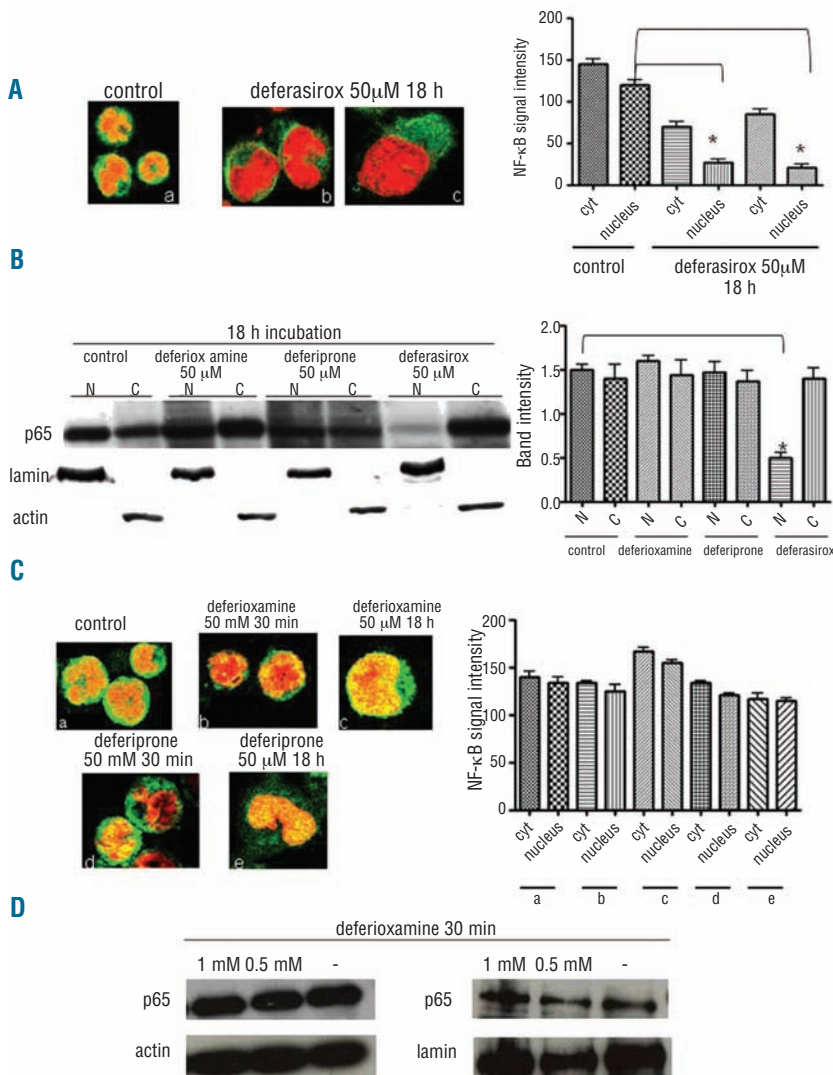 A
control
deferasirox 50μM 18 h
a
b
c
NF-κB signal intensity
150
100
50
0
*
*
cyt
nucleus
cyt
nucleus
cyt
nucleus
control
deferasirox 50μM
18 h
B
18 h incubation
control
deferiox amine
50 μM
deferiprone
50 μM
deferasirox
50 μM
N C N C N C N C
p65
lamin
actin
Band intensity
2.0
1.5
1.0
0.5
0.0
*
N C N C N C N C
control deferioxamine deferiprone deferasirox
C
control
deferioxamine
50 mM 30 min
deferioxamine
50 μM 18 h
a
b
c
deferiprone
50 mM 30 min
deferiprone
50 μM 18 h
d
e
NF-κB signal intensity
200
150
100
50
0
cyt
nucleus
cyt
nucleus
cyt
nucleus
cyt
nucleus
cyt
nucleus
a b c d e
D
deferioxamine 30 min
1 mM 0.5 mM -
p65
actin
1 mM 0.5 mM -
p65
lamin